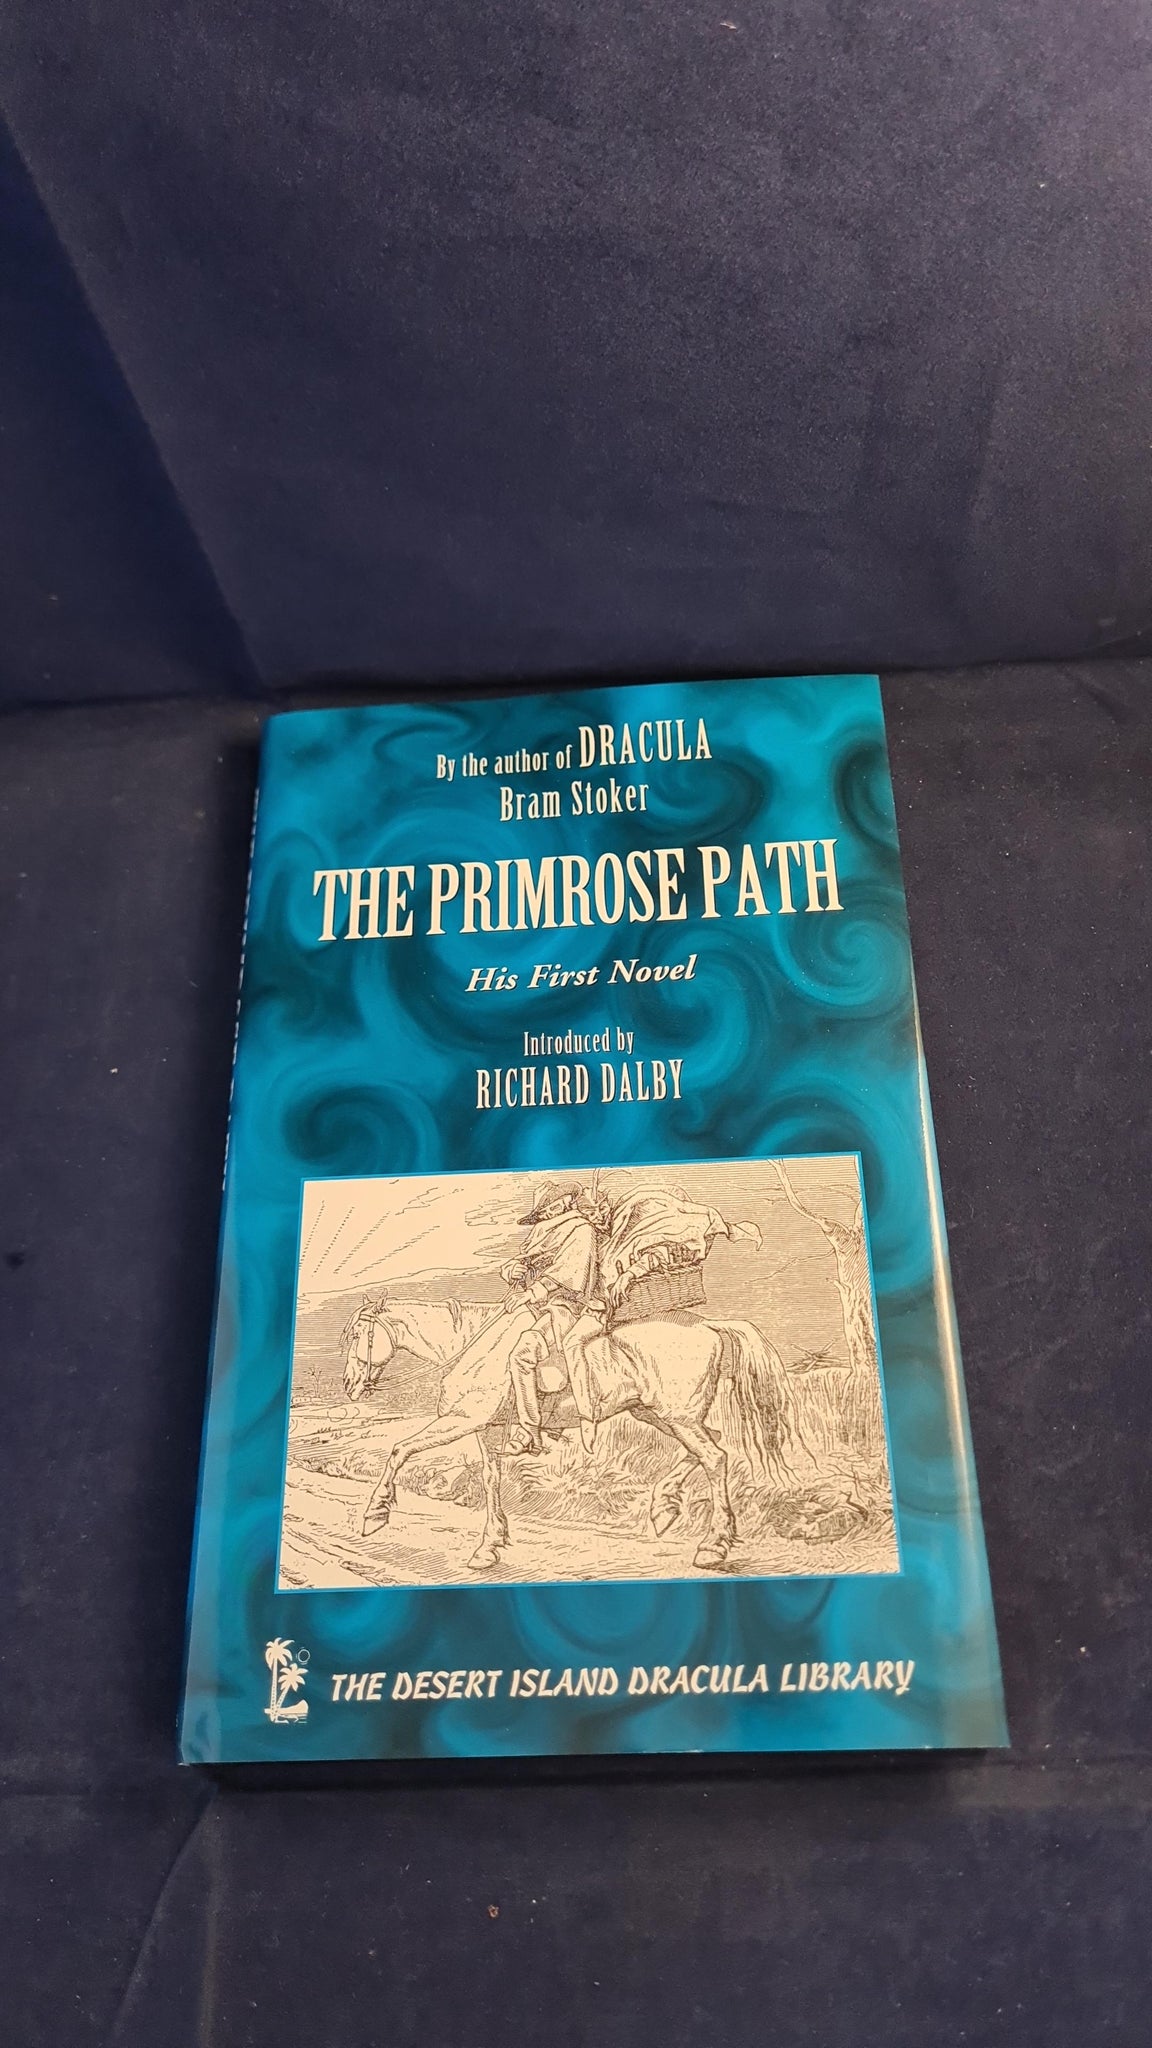 By the author of DRACULA
Bram Stoker
THE PRIMROSE PATH
His First Novel
Introduced by
RICHARD DALBY
THE DESERT ISLAND DRACULA LIBRARY